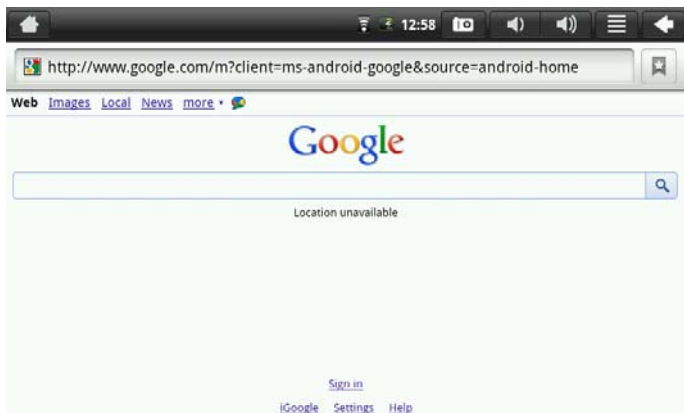 12:58
http://www.google.com/m?client=ms-android-google&source=android-home
Web Images Local News more
Google
Location unavailable
Sign in
iGoogle Settings Help